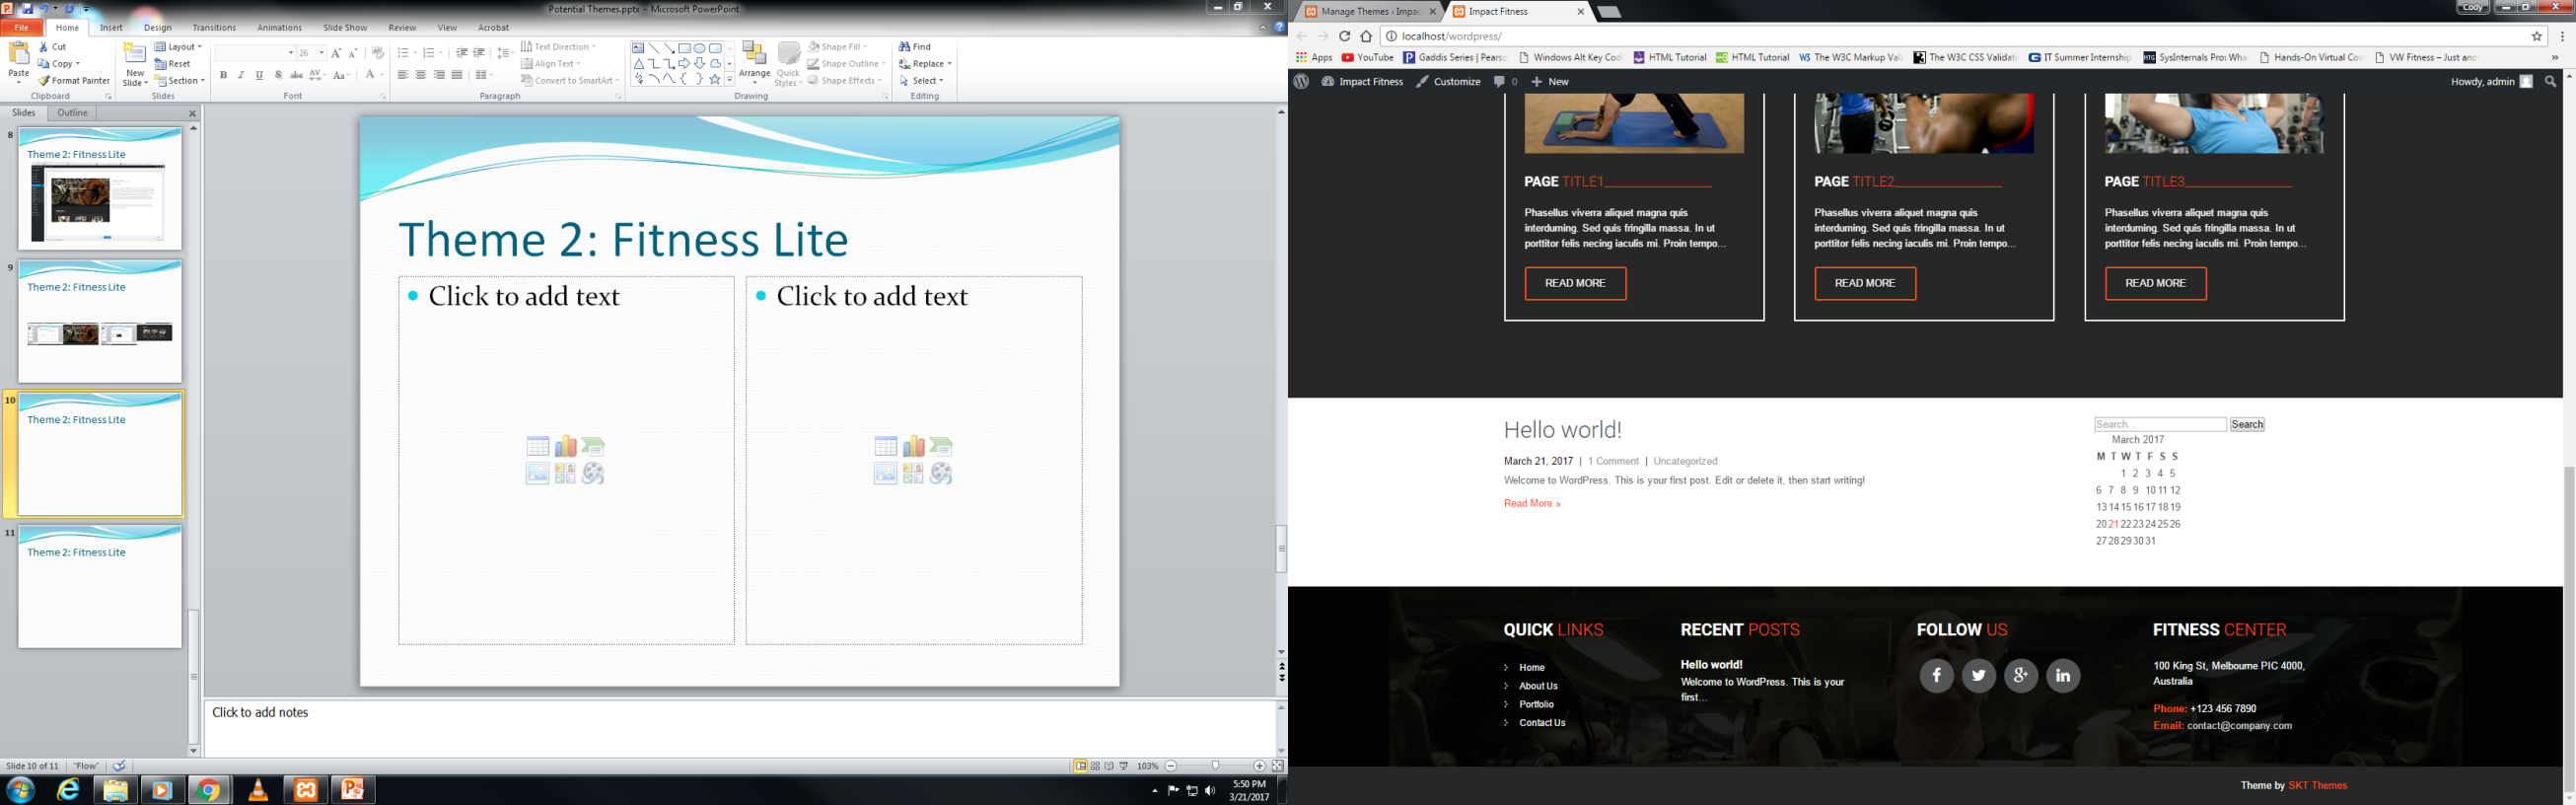 Potential Themes.pptx - Microsoft PowerPoint
File Home Insert Design Transitions Animations Slide Show Review View Acrobat
Paste
Cut
Copy
Format Painter
Clipboard
New
Slide
Layout
Reset
Section
Slides
26
Font
Text Direction
Align Text
Convert to SmartArt
Paragraph
Arrange
Quick
Styles
Shape Fill
Shape Outline
Shape Effects
Drawing
Find
Replace
Select
Editing
Slides Outline
8
Theme 2: Fitness Lite
9
Theme 2: Fitness Lite
10
Theme 2: Fitness Lite
11
Theme 2: Fitness Lite
Theme 2: Fitness Lite
Click to add text
Click to add text
Click to add notes
Slide 10 of 11 "Flow"
103%
5:50 PM
3/21/2017
Manage Themes ‹ Impac
Impact Fitness
Cody
localhost/wordpress/
Apps YouTube Gaddis Series | Pearso Windows Alt Key Cod HTML Tutorial HTML Tutorial The W3C Markup Vali The W3C CSS Validat IT Summer Internship SysInternals Pro: Wha Hands-On Virtual Co VW Fitness – Just ano
Impact Fitness Customize 0 New
Howdy, admin
PAGE TITLE1
Phasellus viverra aliquet magna quis
interduming. Sed quis fringilla massa. In ut
porttitor felis necing iaculis mi. Proin tempo...
READ MORE
PAGE TITLE2
Phasellus viverra aliquet magna quis
interduming. Sed quis fringilla massa. In ut
porttitor felis necing iaculis mi. Proin tempo...
READ MORE
PAGE TITLE3
Phasellus viverra aliquet magna quis
interduming. Sed quis fringilla massa. In ut
porttitor felis necing iaculis mi. Proin tempo...
READ MORE
Hello world!
March 21, 2017 | 1 Comment | Uncategorized
Welcome to WordPress. This is your first post. Edit or delete it, then start writing!
Read More »
Search...
Search
March 2017
M T W T F S S
1 2 3 4 5
6 7 8 9 10 11 12
13 14 15 16 17 18 19
20 21 22 23 24 25 26
27 28 29 30 31
QUICK LINKS
Home
About Us
Portfolio
Contact Us
RECENT POSTS
Hello world!
Welcome to WordPress. This is your
first...
FOLLOW US
FITNESS CENTER
100 King St, Melbourne PIC 4000,
Australia
Phone: +123 456 7890
Email: contact@company.com
Theme by SKT Themes